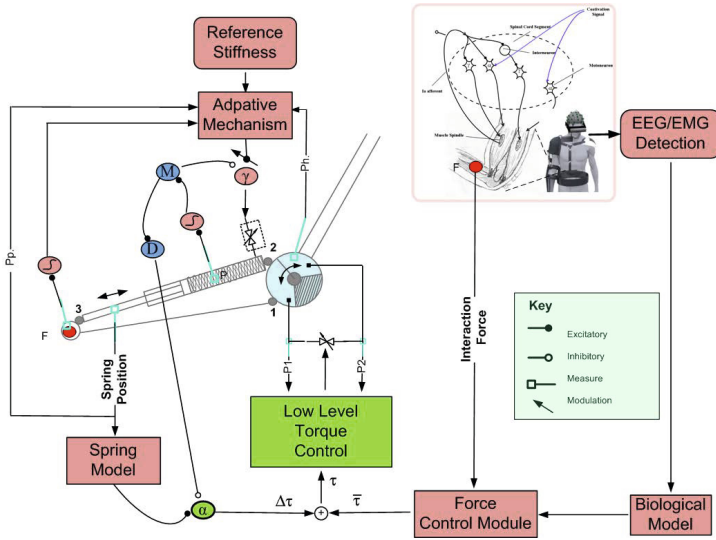 Reference
Stiffness
Adpative
Mechanism
Spinal Cord Segment
Interneuron
Motoneuron
Ia afferent
Muscle Spindle
F
EEG/EMG
Detection
Pp.
Ph.
M
γ
D
P
2
3
1
F
Spring
Position
P1
P2
Interaction
Force
Key
Excitatory
Inhibitory
Measure
Modulation
Low Level
Torque
Control
Spring
Model
τ
α
Δτ
+
τ̅
Force
Control Module
Biological
Model